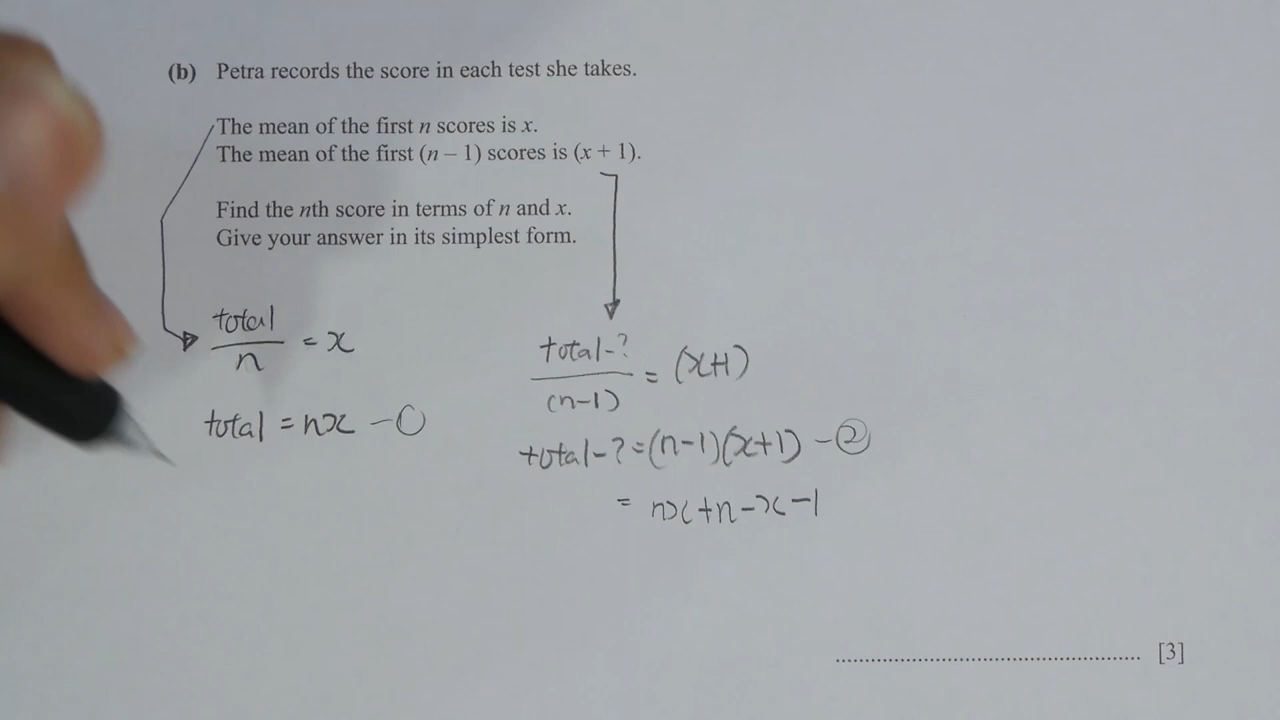 (b) Petra records the score in each test she takes.
The mean of the first n scores is x.
The mean of the first (n – 1) scores is (x + 1).
Find the nth score in terms of n and x.
Give your answer in its simplest form.
total
n
= x
total = nx - ①
total-?
(n-1)
= (x+1)
total-? = (n-1)(x+1) - ②
= nx+n-x-1
.................................................. [3]